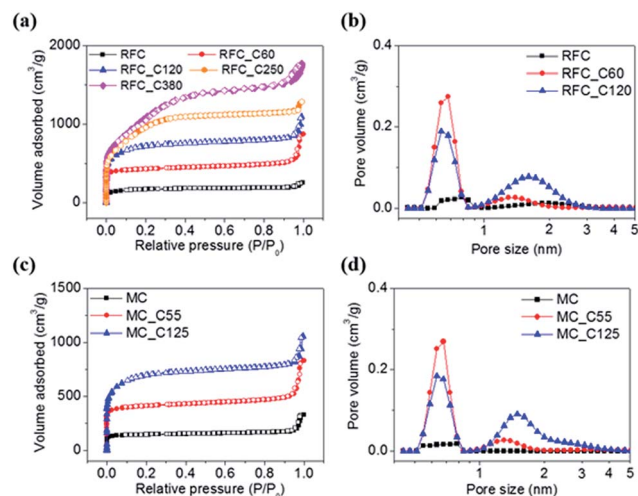 (a)
2000
1000
0
Volume adsorbed (cm³/g)
RFC
RFC_C60
RFC_C120
RFC_C250
RFC_C380
0.0 0.2 0.4 0.6 0.8 1.0
Relative pressure (P/P₀)
(b)
0.4
0.2
0.0
Pore volume (cm³/g)
RFC
RFC_C60
RFC_C120
1 2 3 4 5
Pore size (nm)
(c)
1500
1000
500
0
Volume adsorbed (cm³/g)
MC
MC_C55
MC_C125
0.0 0.2 0.4 0.6 0.8 1.0
Relative pressure (P/P₀)
(d)
0.4
0.2
0.0
Pore volume (cm³/g)
MC
MC_C55
MC_C125
1 2 3 4 5
Pore size (nm)